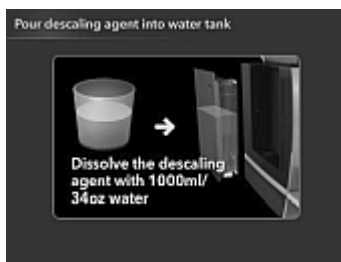 Pour descaling agent into water tank
Dissolve the descaling
agent with 1000ml/
34oz water